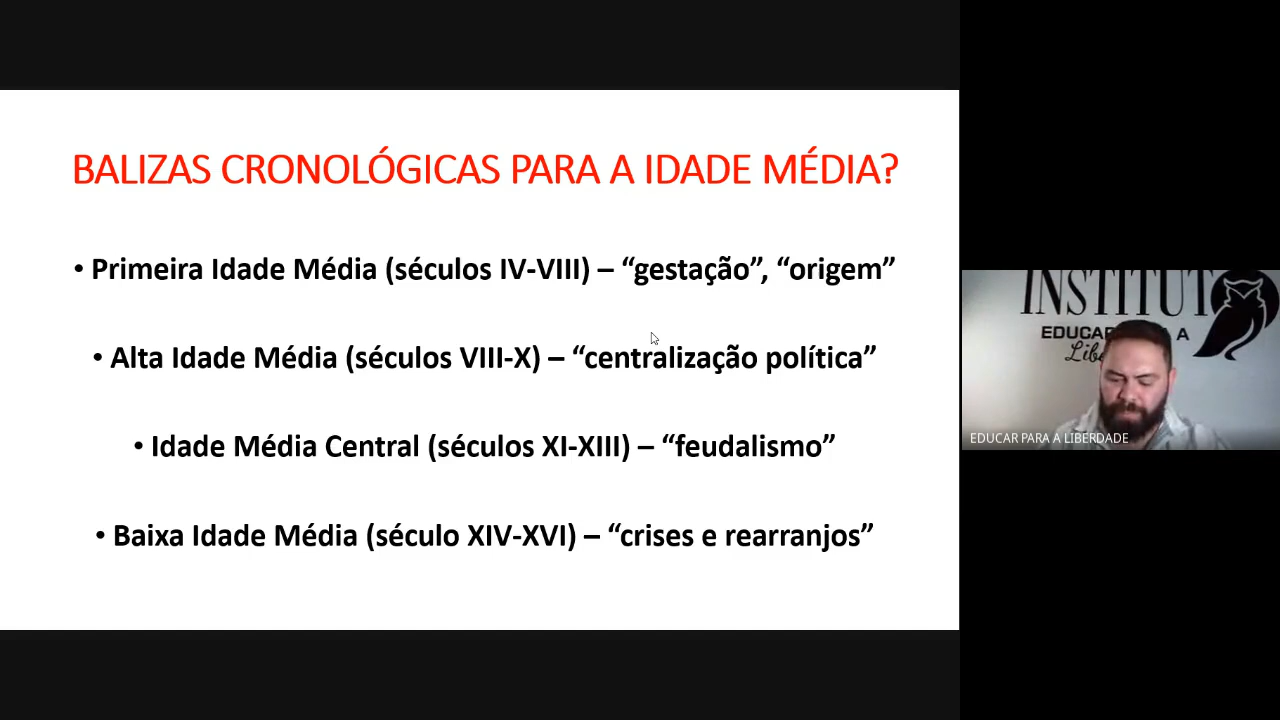 BALIZAS CRONOLÓGICAS PARA A IDADE MÉDIA?
• Primeira Idade Média (séculos IV-VIII) – “gestação”, “origem”
• Alta Idade Média (séculos VIII-X) – “centralização política”
• Idade Média Central (séculos XI-XIII) – “feudalismo”
• Baixa Idade Média (século XIV-XVI) – “crises e rearranjos”
INSTITUT
EDUCAR A A
EDUCAR PARA A LIBERDADE